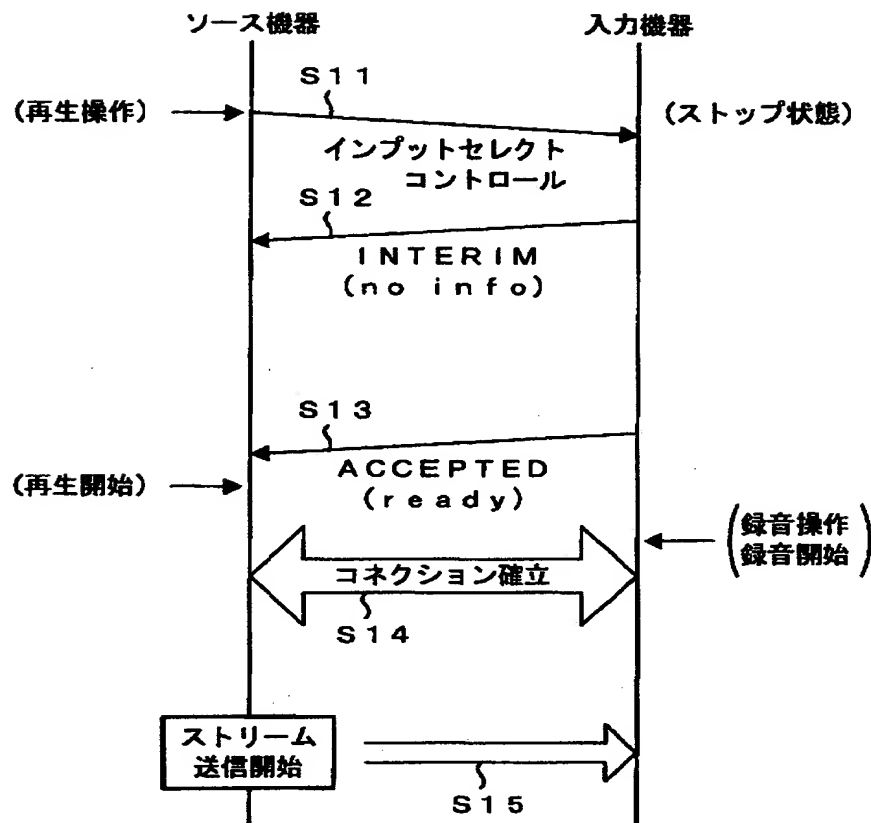 ソース機器
入力機器
S11
(再生操作)
(ストップ状態)
インプットセレクト
コントロール
S12
INTERIM
(no info)
S13
ACCEPTED
(ready)
(再生開始)
(録音操作
録音開始)
コネクション確立
S14
ストリーム
送信開始
S15